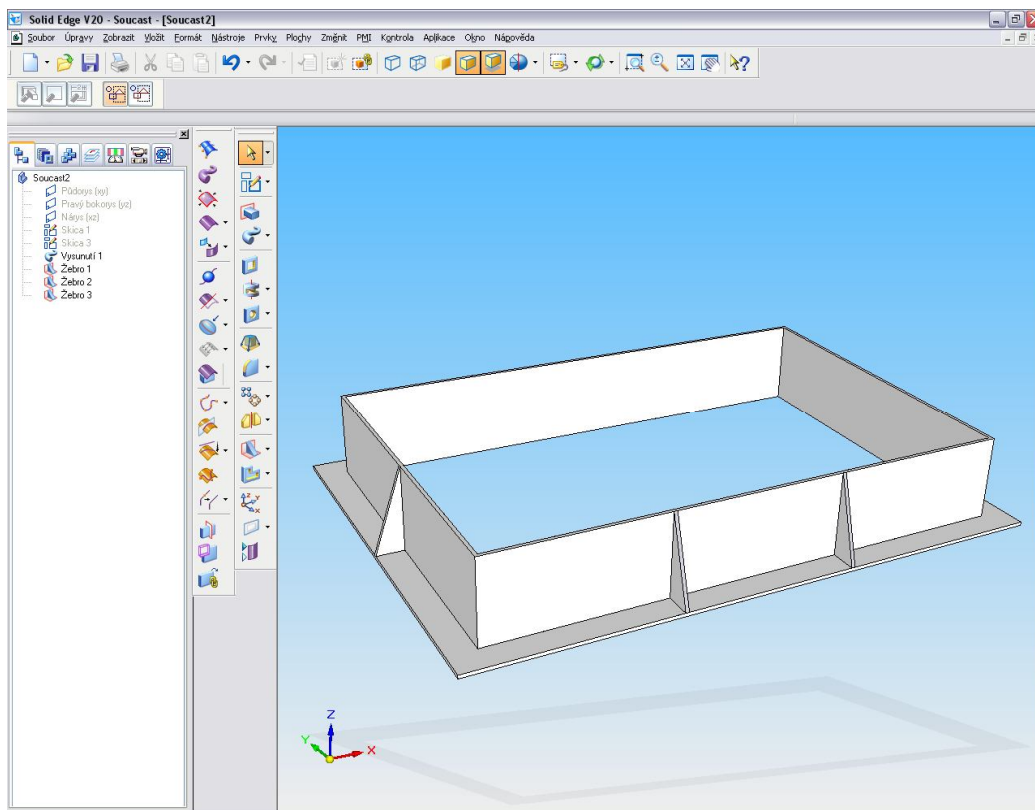 Solid Edge V20 - Soucast - [Soucast2]
Soubor Úpravy Zobrazit Vložit Formát Nástroje Prvky Plochy Změnit PMI Kontrola Aplikace Okno Nápověda
Soucast2
Půdorys (xy)
Pravý bokorys (yz)
Nárys (xz)
Skica 1
Skica 3
Vysunutí 1
Žebro 1
Žebro 2
Žebro 3
Z
Y
X